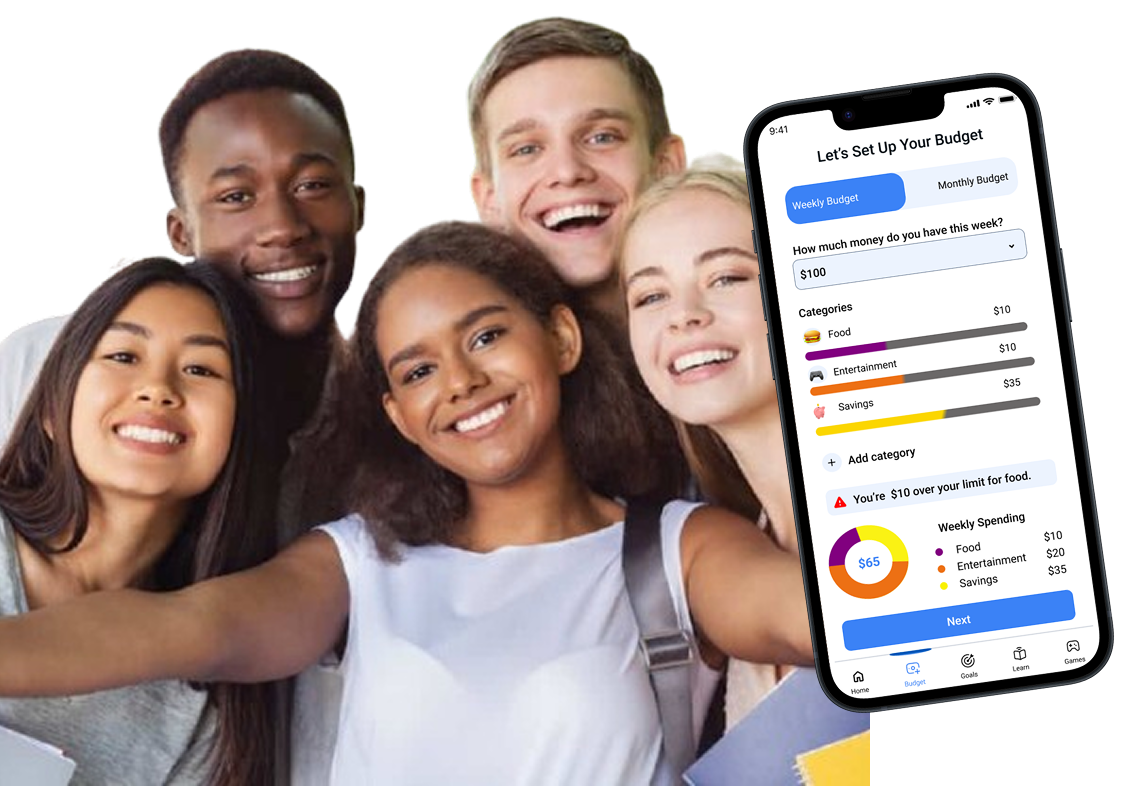 9:41
Let's Set Up Your Budget
Weekly Budget
Monthly Budget
How much money do you have this week?
$100
Categories
Food $10
Entertainment $10
Savings $35
+ Add category
You're $10 over your limit for food.
Weekly Spending
$65
Food $10
Entertainment $20
Savings $35
Next
Home
Budget
Goals
Learn
Games